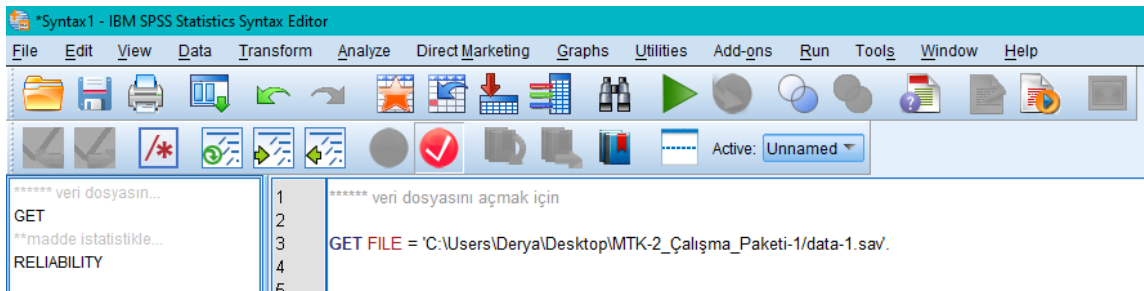 *Syntax1 - IBM SPSS Statistics Syntax Editor
File Edit View Data Transform Analyze Direct Marketing Graphs Utilities Add-ons Run Tools Window Help
/*
Active: Unnamed
****** veri dosyasın...
GET
**madde istatistikle...
RELIABILITY
1 ****** veri dosyasını açmak için
2
3 GET FILE = 'C:\Users\Derya\Desktop\MTK-2_Çalışma_Paketi-1/data-1.sav'.
4
5